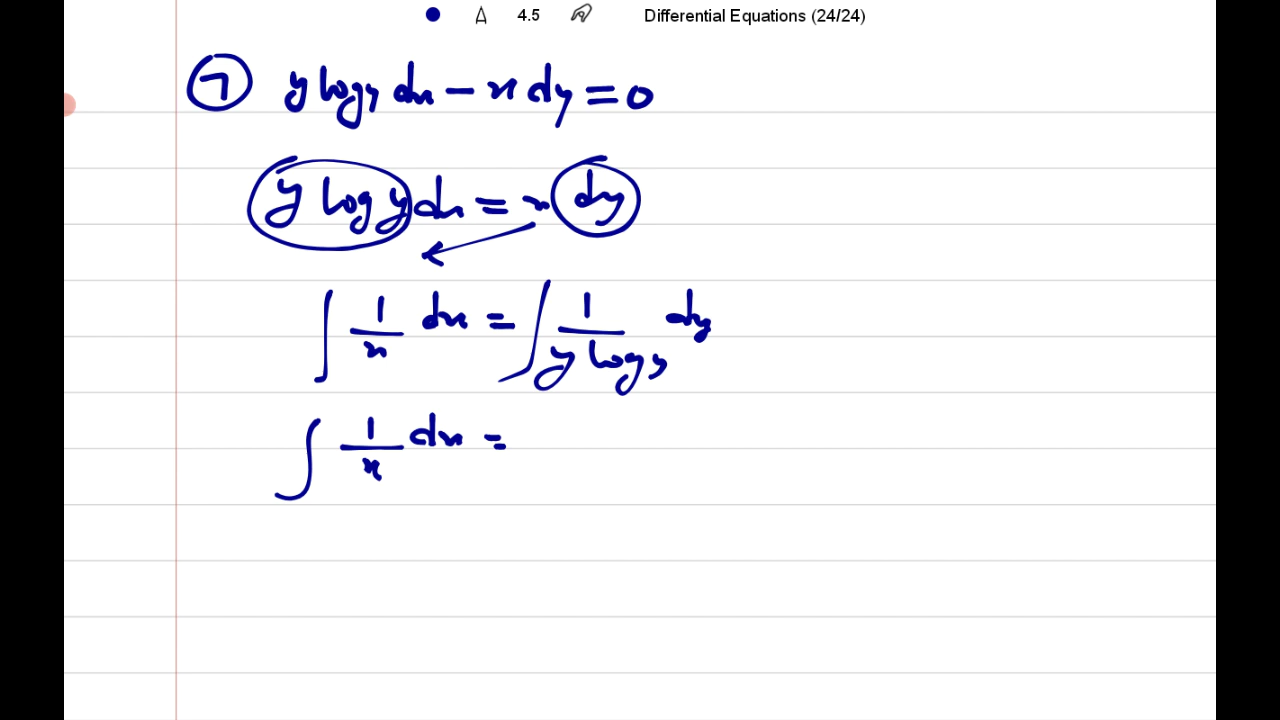 4.5 Differential Equations (24/24)
7 y log y dx - x dy = 0
y log y dx = x dy
∫ 1/x dx = ∫ 1/(y log y) dy
∫ 1/x dx =